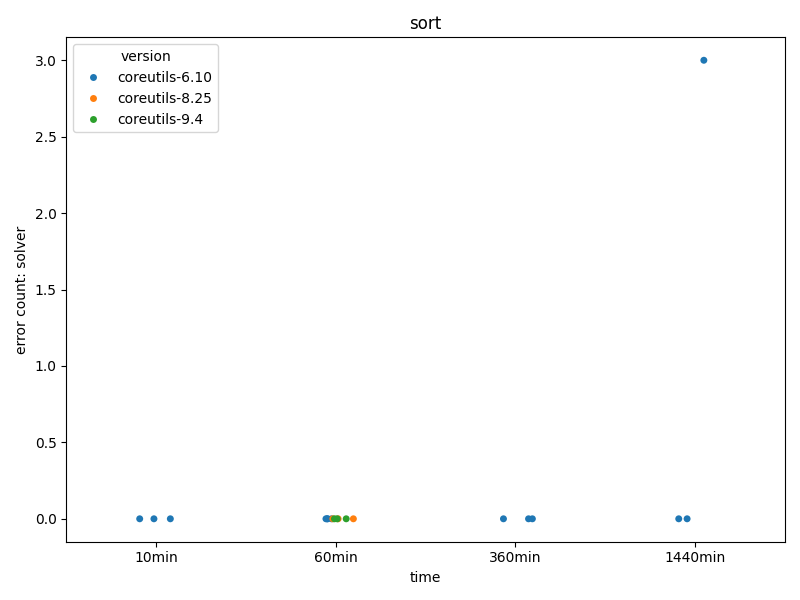 sort
version
coreutils-6.10
coreutils-8.25
coreutils-9.4
error count: solver
3.0
2.5
2.0
1.5
1.0
0.5
0.0
10min 60min 360min 1440min
time